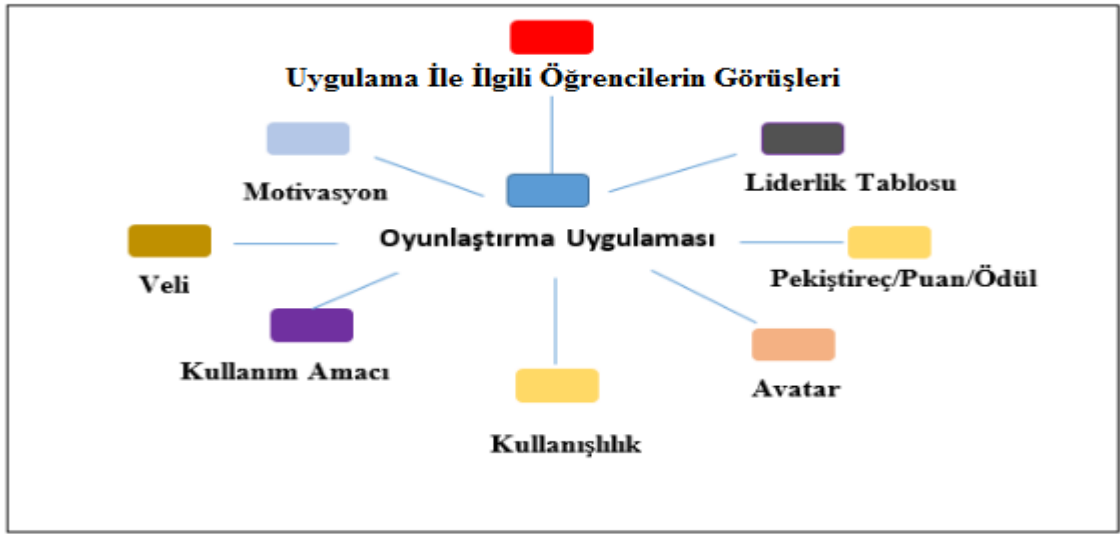 Uygulama İle İlgili Öğrencilerin Görüşleri
Motivasyon
Liderlik Tablosu
Oyunlaştırma Uygulaması
Veli
Pekiştireç/Puan/Ödül
Kullanım Amacı
Avatar
Kullanışlılık